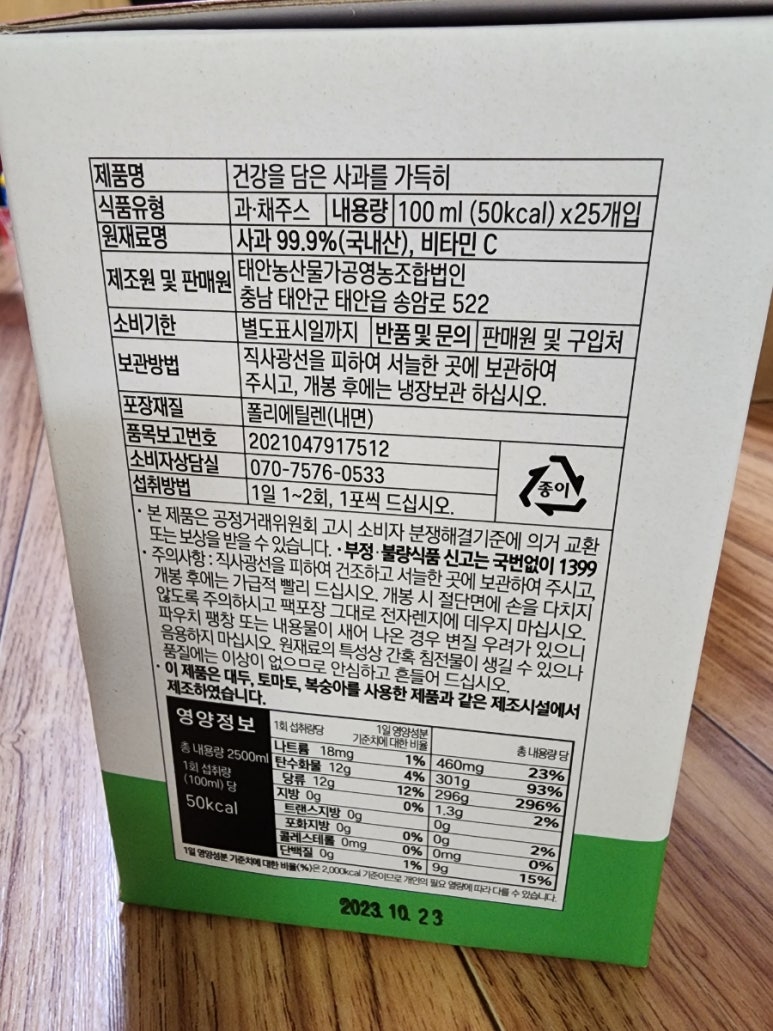 제품명 건강을 담은 사과를 가득히
식품유형 과·채주스 내용량 100 ml (50kcal) x25개입
원재료명 사과 99.9%(국내산), 비타민 C
제조원 및 판매원 태안농산물가공영농조합법인
충남 태안군 태안읍 송암로 522
소비기한 별도표시일까지 반품 및 문의 판매원 및 구입처
보관방법 직사광선을 피하여 서늘한 곳에 보관하여
주시고, 개봉 후에는 냉장보관 하십시오.
포장재질 폴리에틸렌(내면)
품목보고번호 2021047917512
소비자상담실 070-7576-0533
섭취방법 1일 1~2회, 1포씩 드십시오.
종이
· 본 제품은 공정거래위원회 고시 소비자 분쟁해결기준에 의거 교환
또는 보상을 받을 수 있습니다. · 부정·불량식품 신고는 국번없이 1399
· 주의사항 : 직사광선을 피하여 건조하고 서늘한 곳에 보관하여 주시고,
개봉 후에는 가급적 빨리 드십시오. 개봉 시 절단면에 손을 다치지
않도록 주의하시고 팩포장 그대로 전자렌지에 데우지 마십시오.
파우치 팽창 또는 내용물이 새어 나온 경우 변질 우려가 있으니
음용하지 마십시오. 원재료의 특성상 간혹 침전물이 생길 수 있으나
품질에는 이상이 없으므로 안심하고 흔들어 드십시오.
· 이 제품은 대두, 토마토, 복숭아를 사용한 제품과 같은 제조시설에서
제조하였습니다.
영양정보
총 내용량 2500ml
1회 섭취량
(100ml) 당
50kcal
1회 섭취량당 1일 영양성분 기준치에 대한 비율 총 내용량 당
나트륨 18mg 1% 460mg 23%
탄수화물 12g 4% 301g 93%
당류 12g 12% 296g 296%
지방 0g 0% 1.3g 2%
트랜스지방 0g 0g
포화지방 0g 0% 0g 2%
콜레스테롤 0mg 0% 0mg 0%
단백질 0g 1% 9g 15%
1일 영양성분 기준치에 대한 비율(%)은 2,000kcal 기준이므로 개인의 필요 열량에 따라 다를 수 있습니다.
2023. 10. 23